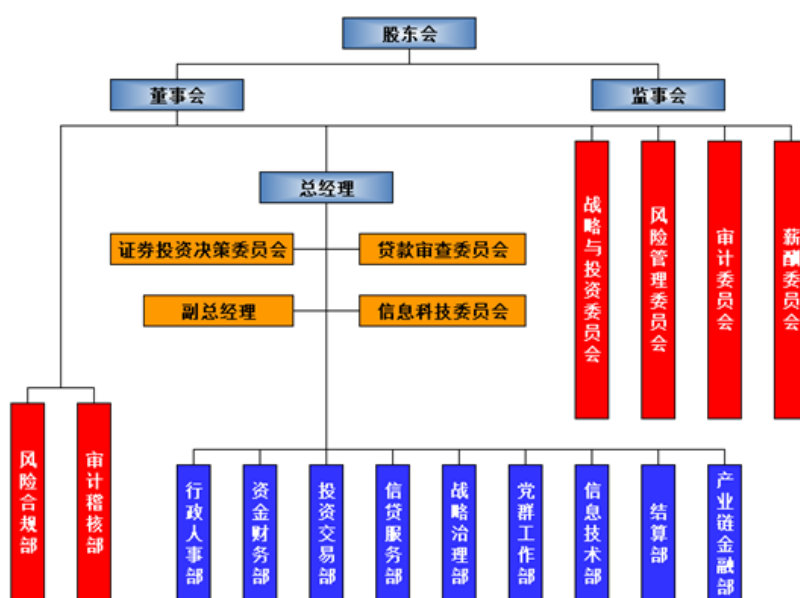 股东会
董事会
监事会
总经理
证券投资决策委员会
贷款审查委员会
副总经理
信息科技委员会
战略与投资委员会
风险管理委员会
审计委员会
薪酬委员会
风险合规部
审计稽核部
行政人事部
资金财务部
投资交易部
信贷服务部
战略治理部
党群工作部
信息技术部
结算部
产业链金融部